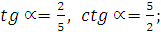 tg ∝= 2/5, ctg ∝= 5/2;